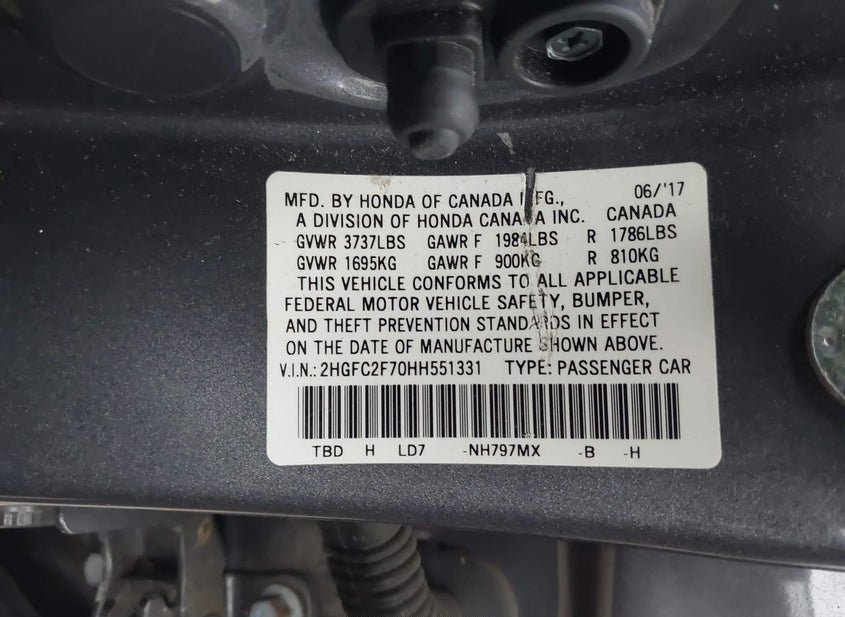 MFD. BY HONDA OF CANADA MFG., 06/'17
A DIVISION OF HONDA CANADA INC. CANADA
GVWR 3737LBS GAWR F 1984LBS R 1786LBS
GVWR 1695KG GAWR F 900KG R 810KG
THIS VEHICLE CONFORMS TO ALL APPLICABLE
FEDERAL MOTOR VEHICLE SAFETY, BUMPER,
AND THEFT PREVENTION STANDARDS IN EFFECT
ON THE DATE OF MANUFACTURE SHOWN ABOVE.
V.I.N.: 2HGFC2F70HH551331 TYPE: PASSENGER CAR
TBD H LD7 -NH797MX -B -H